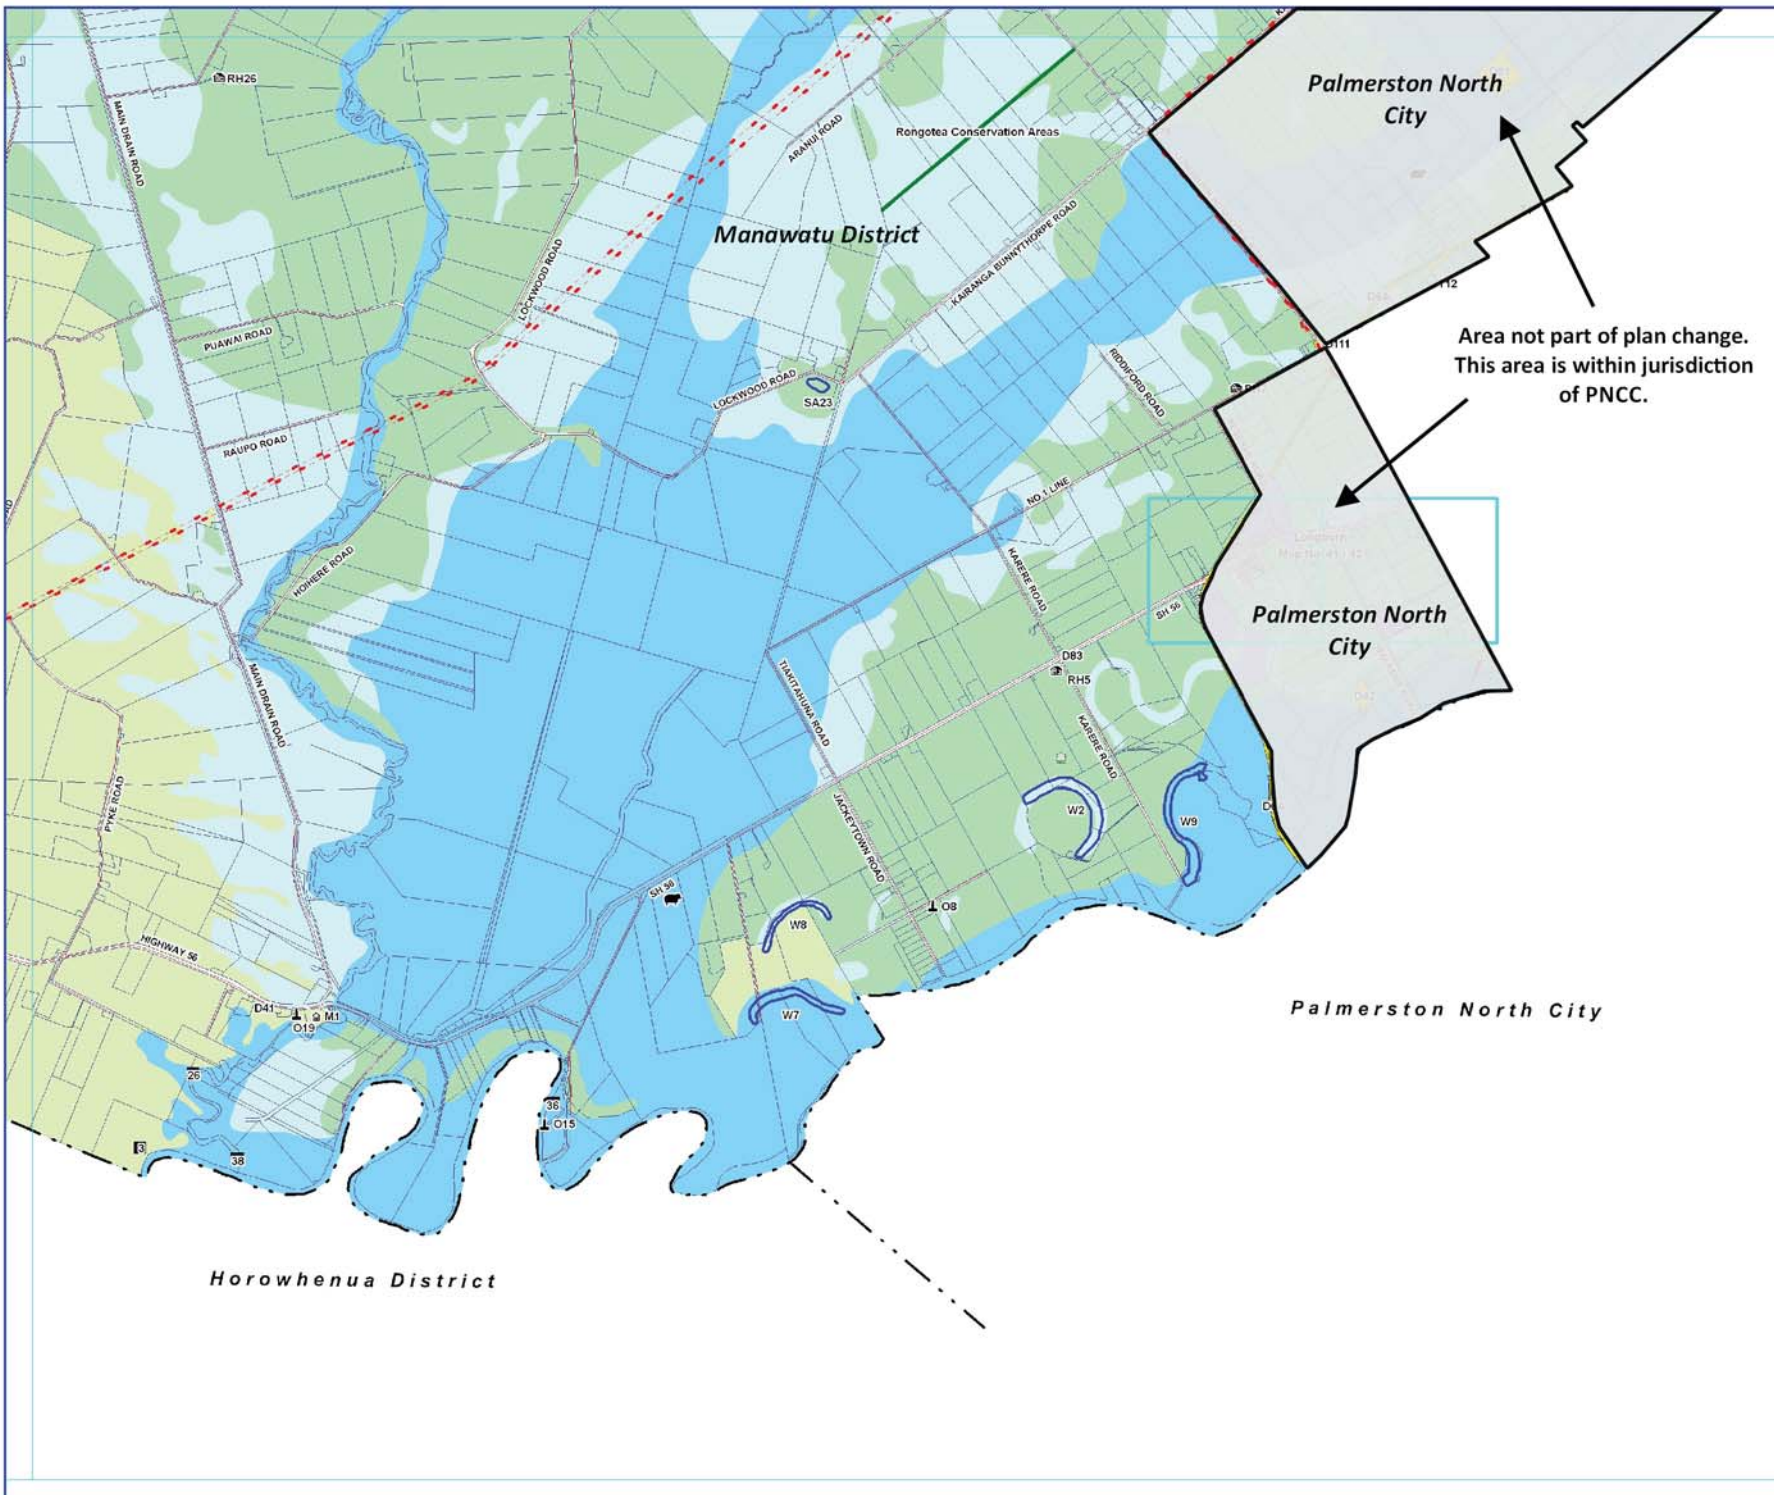 Palmerston North
City
RH26
MAIN DRAIN ROAD
ARANUI ROAD
Rongotea Conservation Areas
Manawatu District
KAIRANGA BUNNYTHORPE ROAD
LOCKWOOD ROAD
PUAWAI ROAD
Area not part of plan change.
This area is within jurisdiction
of PNCC.
RIDDIFORD ROAD
LOCKWOOD ROAD
SA23
RAUPO ROAD
NO 1 LINE
HOIHERE ROAD
KARERE ROAD
SH 56
Palmerston North
City
D83
RH5
MAIN DRAIN ROAD
TIAKITAHUNA ROAD
KARERE ROAD
PYKE ROAD
JACKEYTOWN ROAD
W2
W9
SH 56
O8
W8
HIGHWAY 56
D41
O19
M1
W7
Palmerston North City
26
36
O15
38
Horowhenua District